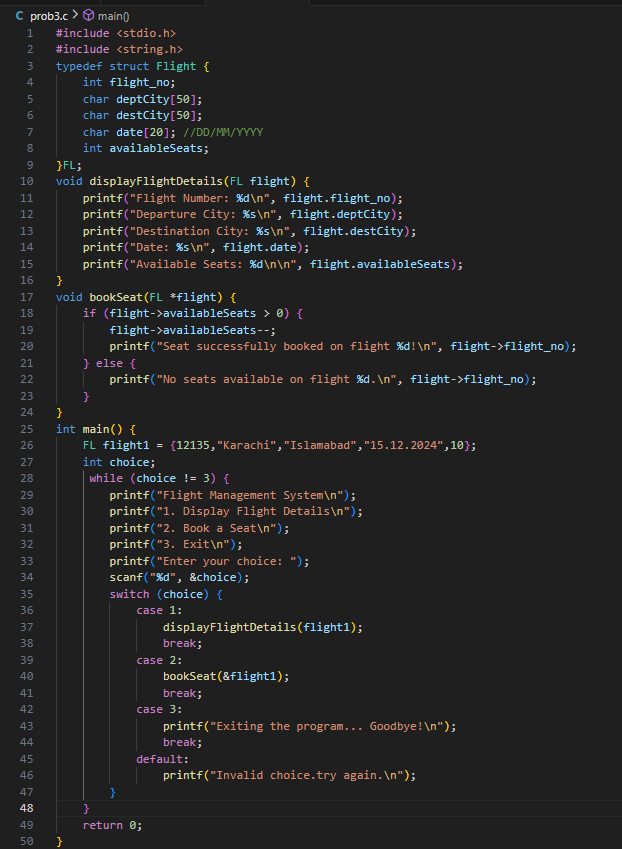 prob3.c > main()
1 #include <stdio.h>
2 #include <string.h>
3 typedef struct Flight {
4     int flight_no;
5     char deptCity[50];
6     char destCity[50];
7     char date[20]; //DD/MM/YYYY
8     int availableSeats;
9 }FL;
10 void displayFlightDetails(FL flight) {
11     printf("Flight Number: %d\n", flight.flight_no);
12     printf("Departure City: %s\n", flight.deptCity);
13     printf("Destination City: %s\n", flight.destCity);
14     printf("Date: %s\n", flight.date);
15     printf("Available Seats: %d\n\n", flight.availableSeats);
16 }
17 void bookSeat(FL *flight) {
18     if (flight->availableSeats > 0) {
19         flight->availableSeats--;
20         printf("Seat successfully booked on flight %d!\n", flight->flight_no);
21     } else {
22         printf("No seats available on flight %d.\n", flight->flight_no);
23     }
24 }
25 int main() {
26     FL flight1 = {12135,"Karachi","Islamabad","15.12.2024",10};
27     int choice;
28      while (choice != 3) {
29         printf("Flight Management System\n");
30         printf("1. Display Flight Details\n");
31         printf("2. Book a Seat\n");
32         printf("3. Exit\n");
33         printf("Enter your choice: ");
34         scanf("%d", &choice);
35         switch (choice) {
36             case 1:
37                 displayFlightDetails(flight1);
38                 break;
39             case 2:
40                 bookSeat(&flight1);
41                 break;
42             case 3:
43                 printf("Exiting the program... Goodbye!\n");
44                 break;
45             default:
46                 printf("Invalid choice.try again.\n");
47         }
48     }
49     return 0;
50 }